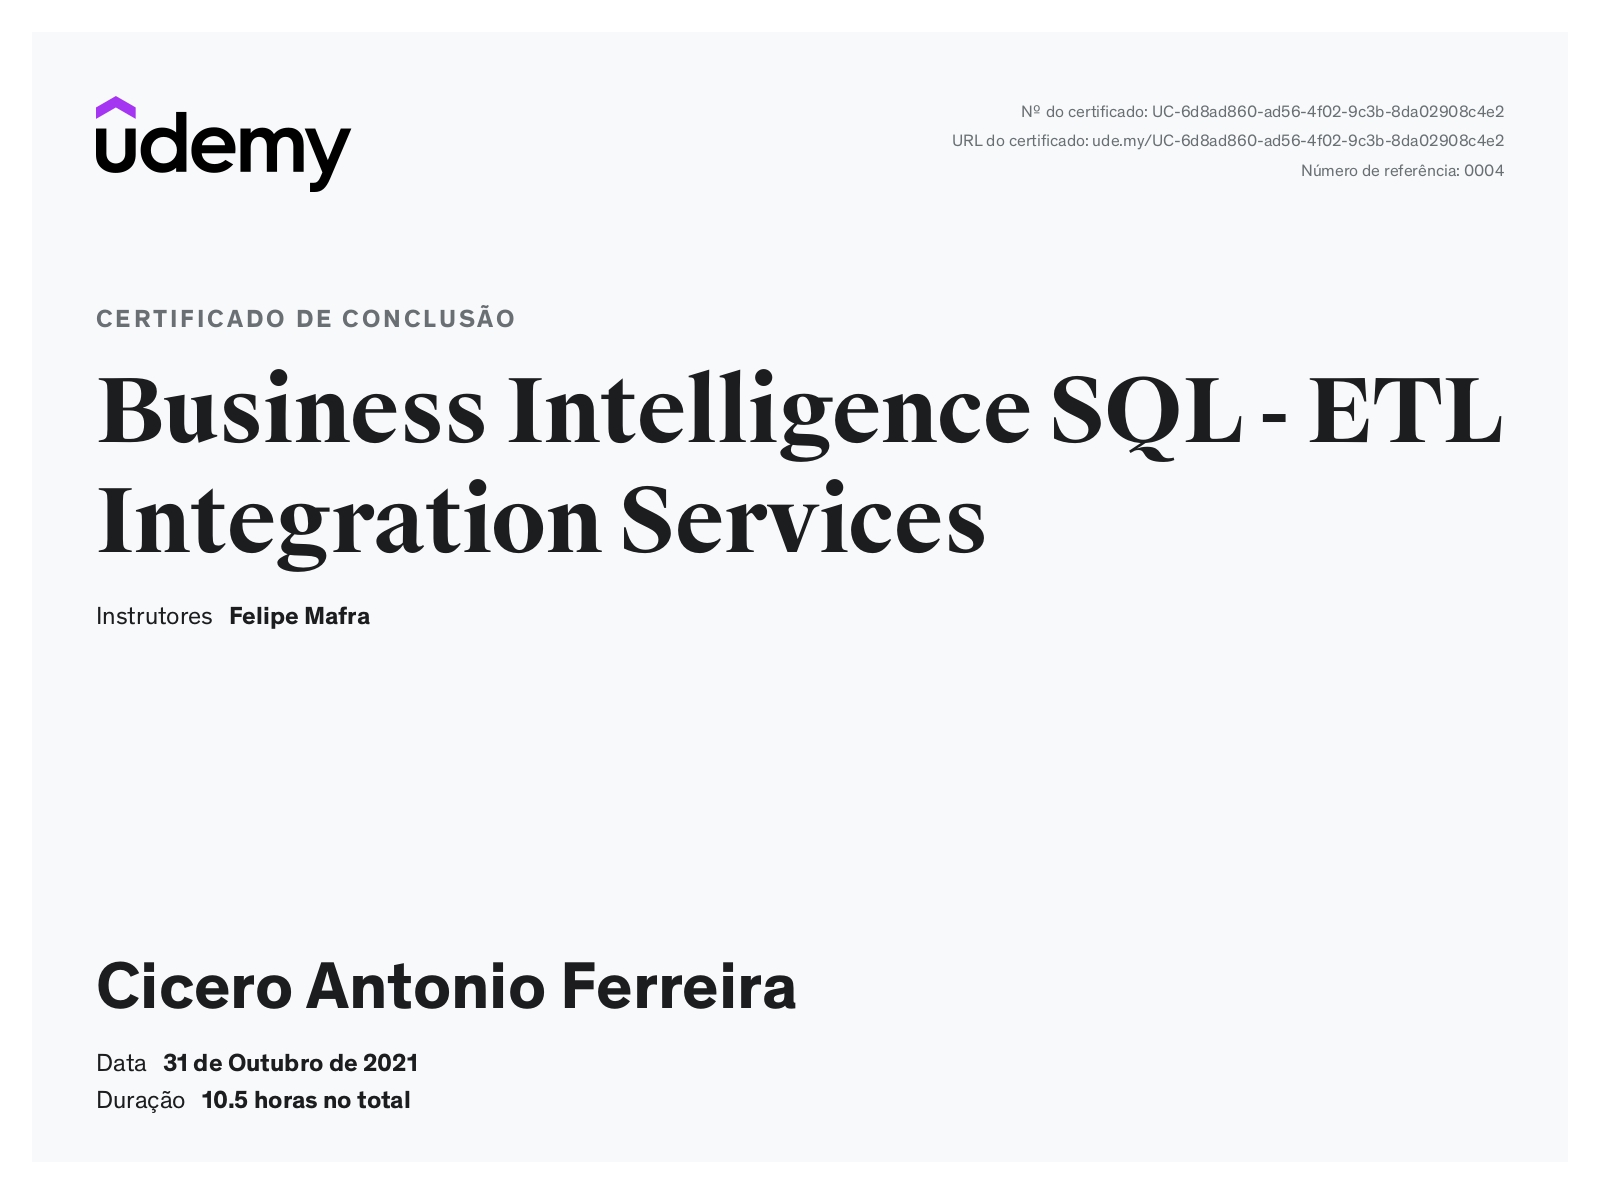 udemy
Nº do certificado: UC-6d8ad860-ad56-4f02-9c3b-8da02908c4e2
URL do certificado: ude.my/UC-6d8ad860-ad56-4f02-9c3b-8da02908c4e2
Número de referência: 0004
CERTIFICADO DE CONCLUSÃO
Business Intelligence SQL - ETL
Integration Services
Instrutores Felipe Mafra
Cicero Antonio Ferreira
Data 31 de Outubro de 2021
Duração 10.5 horas no total